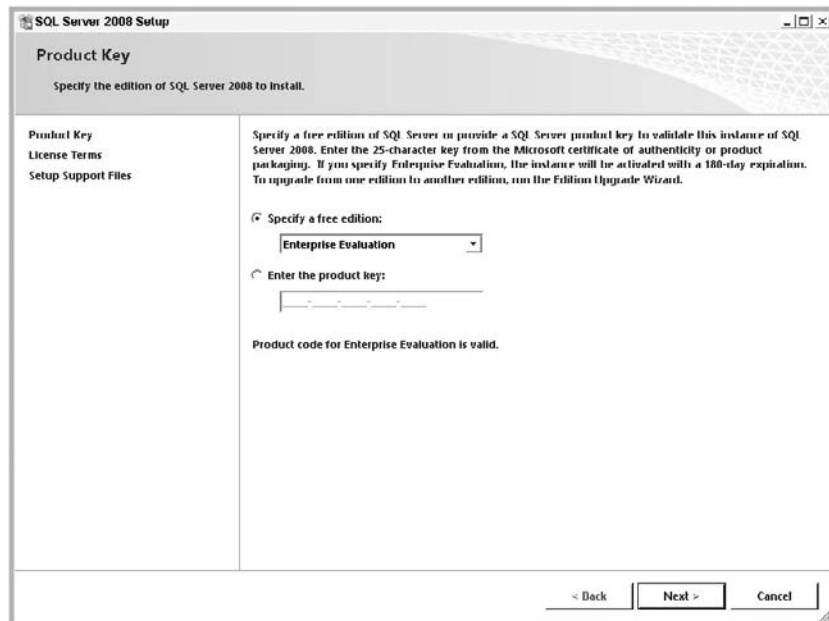 SQL Server 2008 Setup
Product Key
Specify the edition of SQL Server 2008 to install.
Product Key
License Terms
Setup Support Files
Specify a free edition of SQL Server or provide a SQL Server product key to validate this instance of SQL
Server 2008. Enter the 25-character key from the Microsoft certificate of authenticity or product
packaging. If you specify Enterprise Evaluation, the instance will be activated with a 180-day expiration.
To upgrade from one edition to another edition, run the Edition Upgrade Wizard.
Specify a free edition:
Enterprise Evaluation
Enter the product key:
Product code for Enterprise Evaluation is valid.
< Back
Next >
Cancel